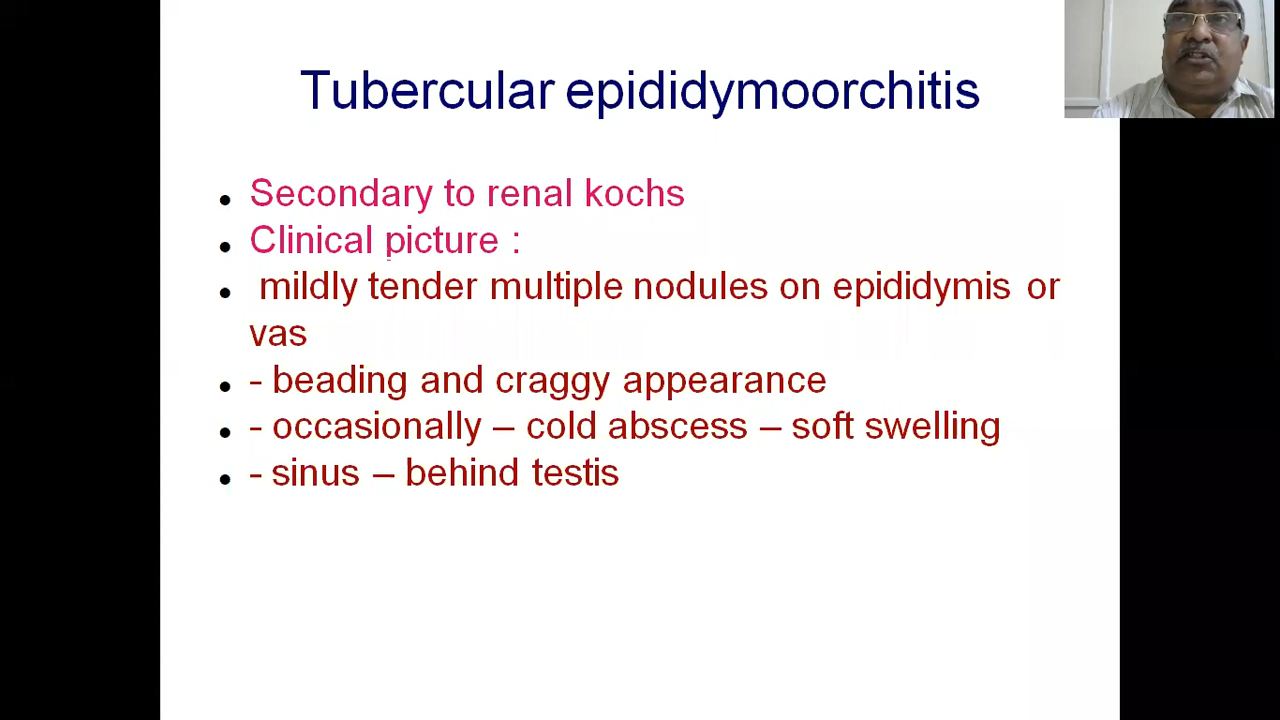 Tubercular epididymoorchitis
• Secondary to renal kochs
• Clinical picture :
• mildly tender multiple nodules on epididymis or
vas
• - beading and craggy appearance
• - occasionally – cold abscess – soft swelling
• - sinus – behind testis